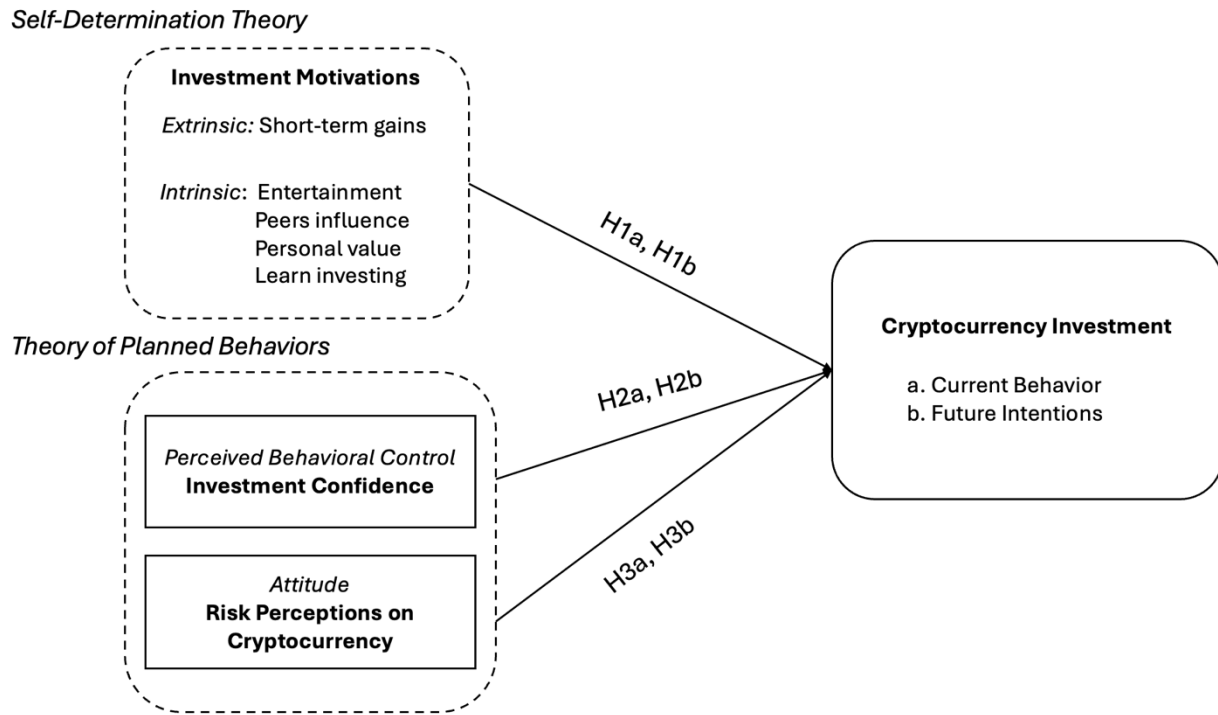 Self-Determination Theory
Investment Motivations
Extrinsic: Short-term gains
Intrinsic: Entertainment
Peers influence
Personal value
Learn investing
H1a, H1b
Cryptocurrency Investment
a. Current Behavior
b. Future Intentions
Theory of Planned Behaviors
H2a, H2b
Perceived Behavioral Control
Investment Confidence
H3a, H3b
Attitude
Risk Perceptions on
Cryptocurrency